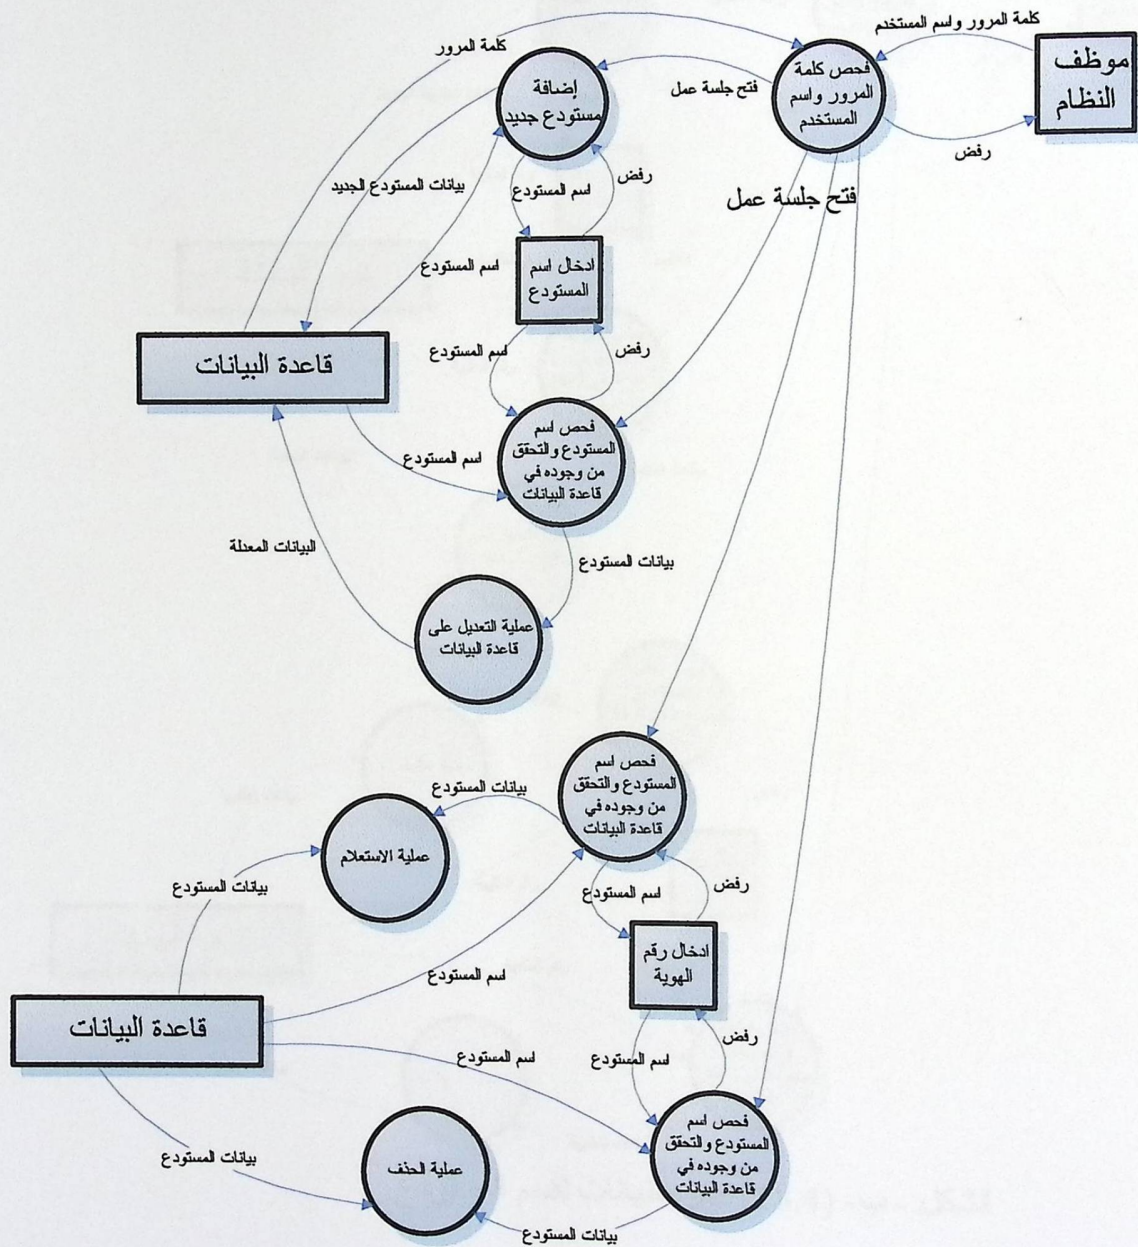 كلمة المرور واسم المستخدم
موظف
النظام
رفض
فحص كلمة
المرور واسم
المستخدم
كلمة المرور
فتح جلسة عمل
إضافة
مستودع جديد
بيانات المستودع الجديد
اسم المستودع
رفض
فتح جلسة عمل
اسم المستودع
ادخال اسم
المستودع
قاعدة البيانات
اسم المستودع
رفض
اسم المستودع
فحص اسم
المستودع والتحقق
من وجوده في
قاعدة البيانات
البيانات المعدلة
بيانات المستودع
عملية التعديل على
قاعدة البيانات
فحص اسم
المستودع والتحقق
من وجوده في
قاعدة البيانات
بيانات المستودع
عملية الاستعلام
بيانات المستودع
اسم المستودع
رفض
ادخال رقم
الهوية
اسم المستودع
قاعدة البيانات
اسم المستودع
اسم المستودع
رفض
فحص اسم
المستودع والتحقق
من وجوده في
قاعدة البيانات
بيانات المستودع
عملية الحذف
بيانات المستودع